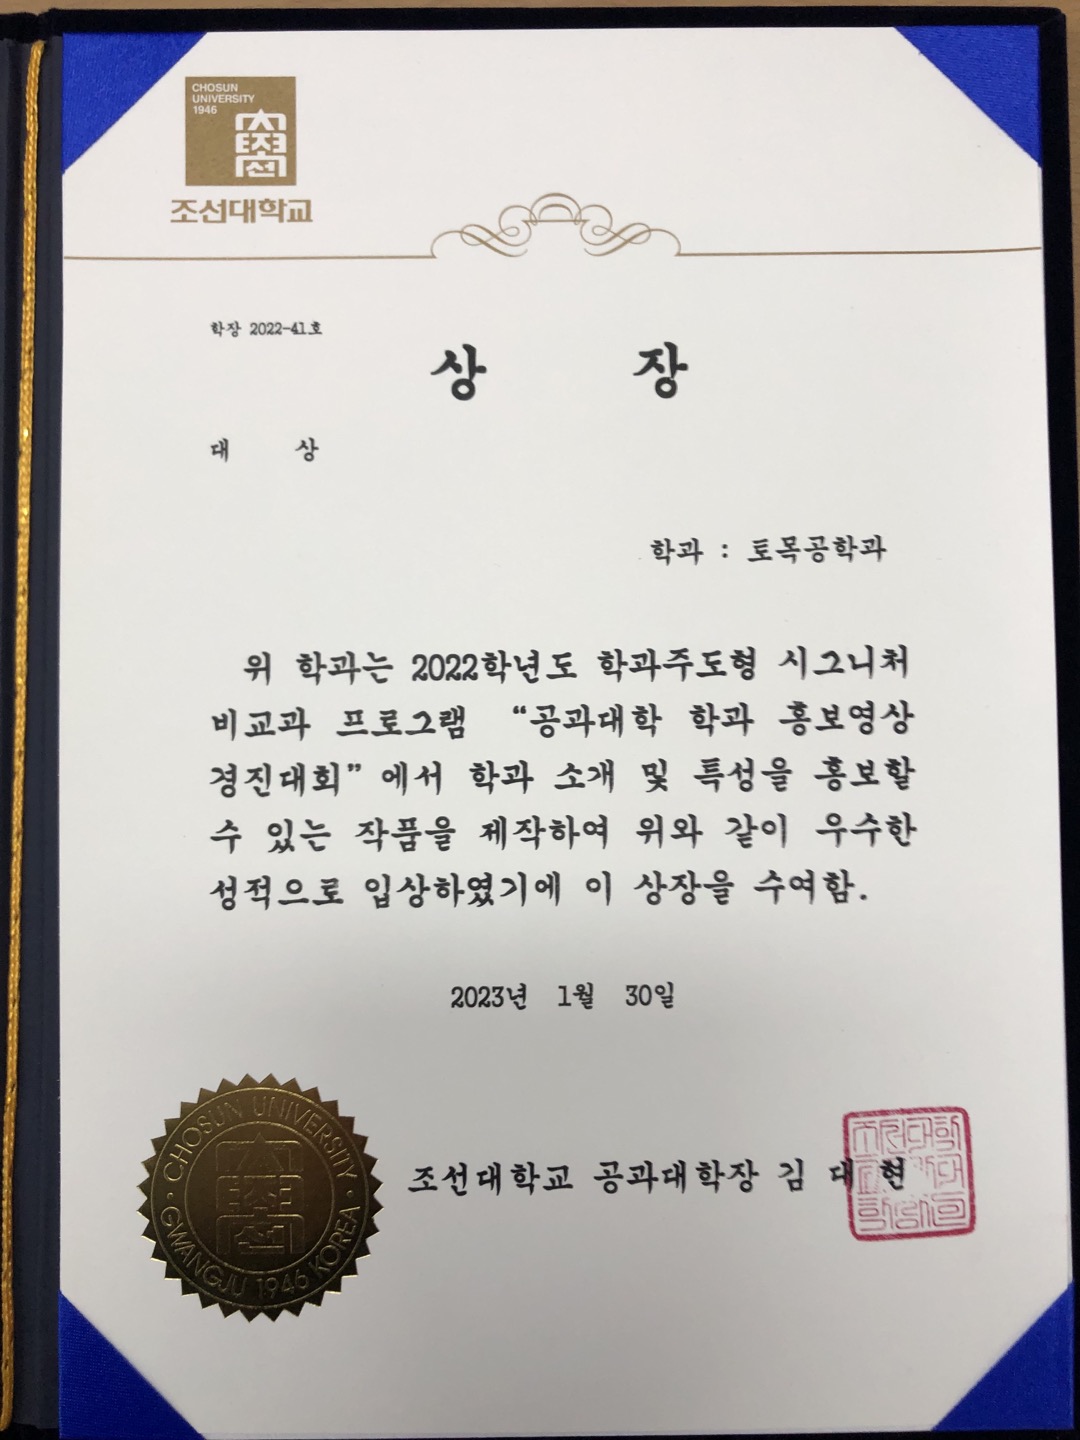 CHOSUN
UNIVERSITY
1946
조선대학교
학장 2022-41호
상 장
대 상
학과 : 토목공학과
위 학과는 2022학년도 학과주도형 시그니처
비교과 프로그램 “공과대학 학과 홍보영상
경진대회”에서 학과 소개 및 특성을 홍보할
수 있는 작품을 제작하여 위와 같이 우수한
성적으로 입상하였기에 이 상장을 수여함.
2023년 1월 30일
조선대학교 공과대학장 김 대 현
CHOSUN UNIVERSITY
GWANGJU 1946 KOREA